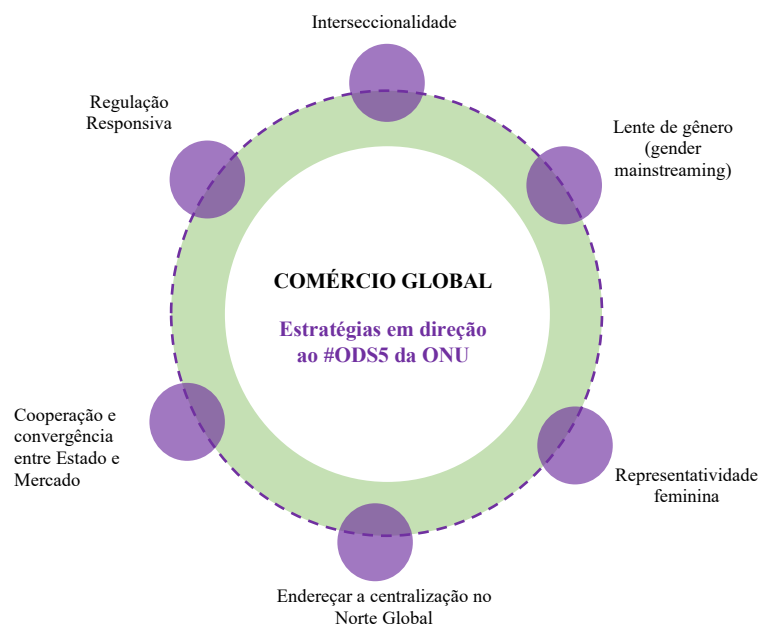 Interseccionalidade
Regulação
Responsiva
Lente de gênero
(gender
mainstreaming)
COMÉRCIO GLOBAL
Estratégias em direção
ao #ODS5 da ONU
Cooperação e
convergência
entre Estado e
Mercado
Representatividade
feminina
Endereçar a centralização no
Norte Global